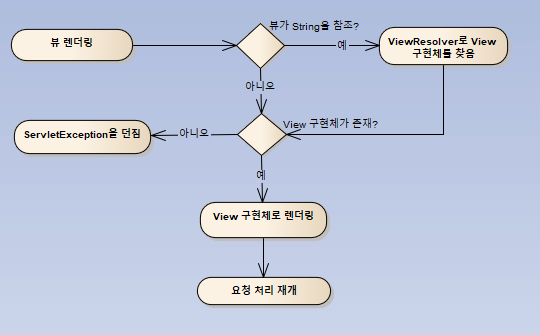 뷰 렌더링
뷰가 String을 참조?
예
ViewResolver로 View
구현체를 찾음
아니오
View 구현체가 존재?
아니오
ServletException을 던짐
예
View 구현체로 렌더링
요청 처리 재개